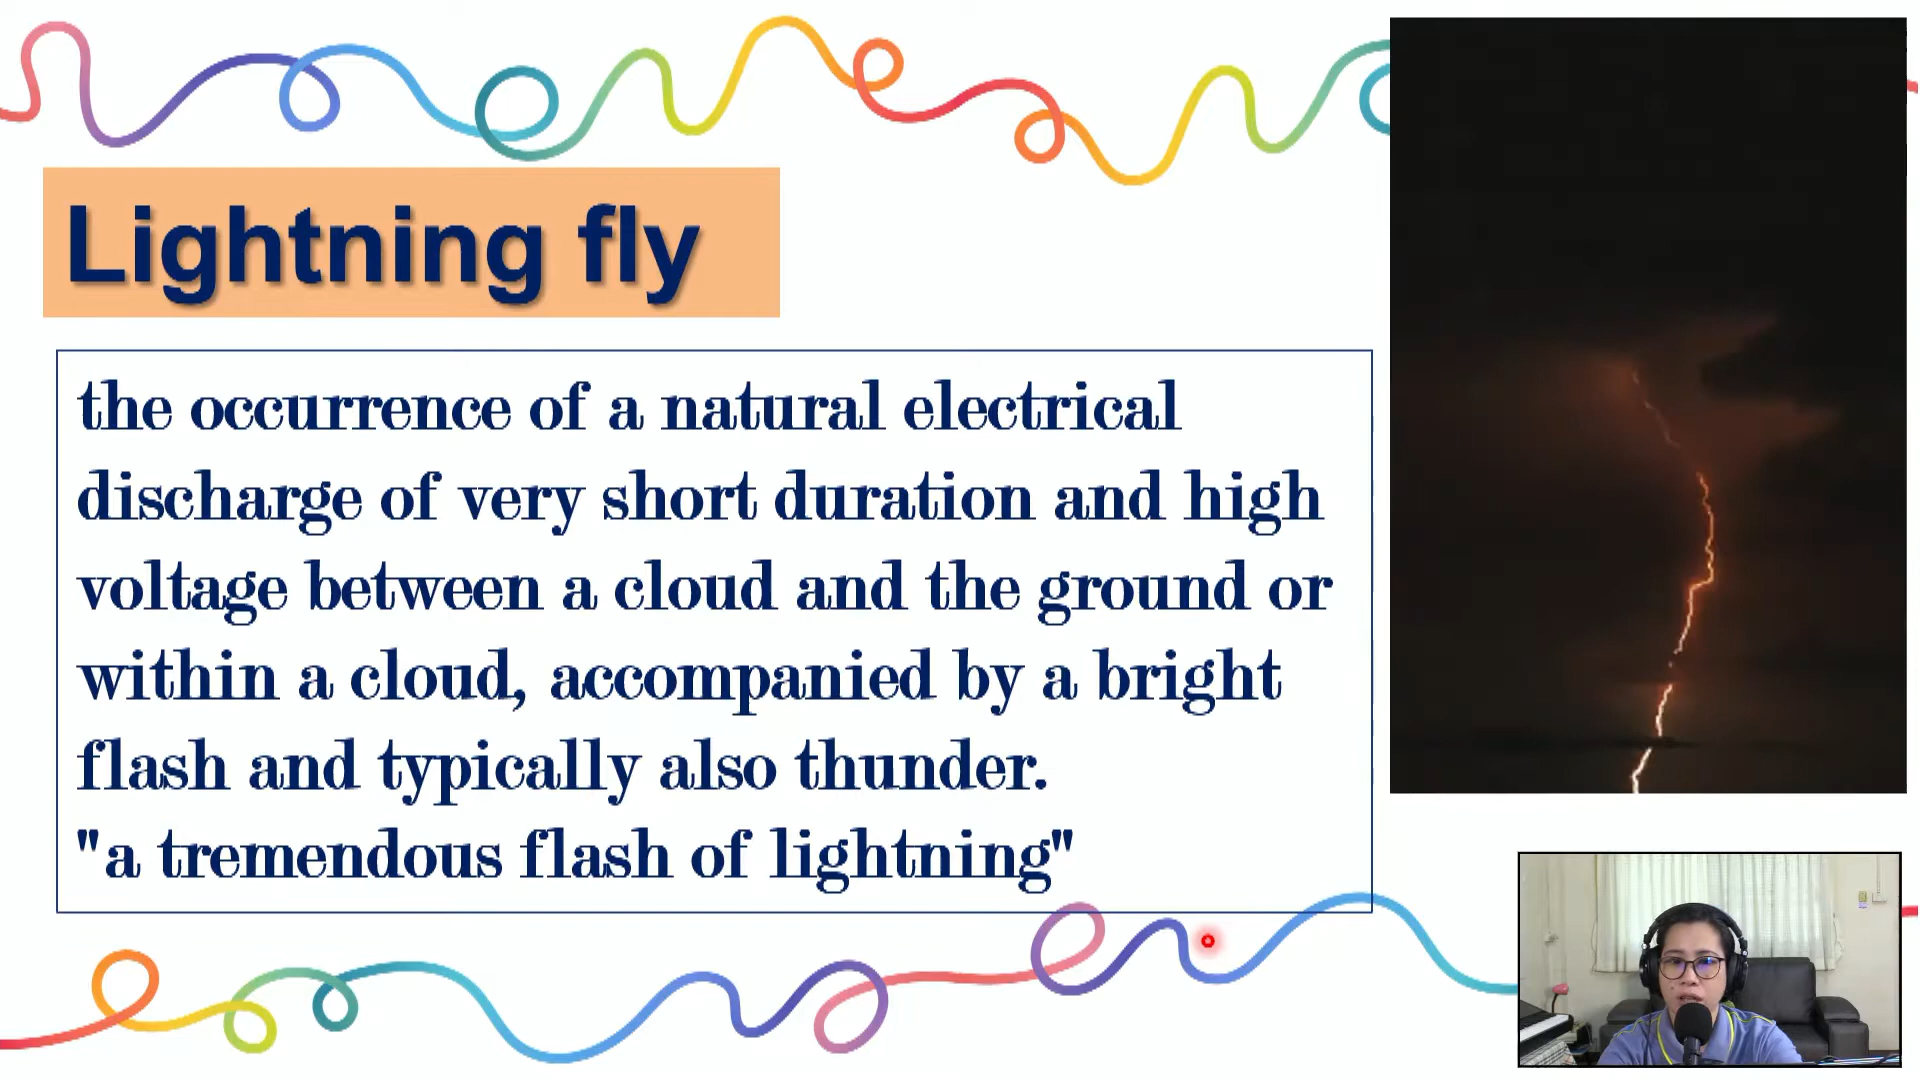 Lightning fly
the occurrence of a natural electrical
discharge of very short duration and high
voltage between a cloud and the ground or
within a cloud, accompanied by a bright
flash and typically also thunder.
"a tremendous flash of lightning"